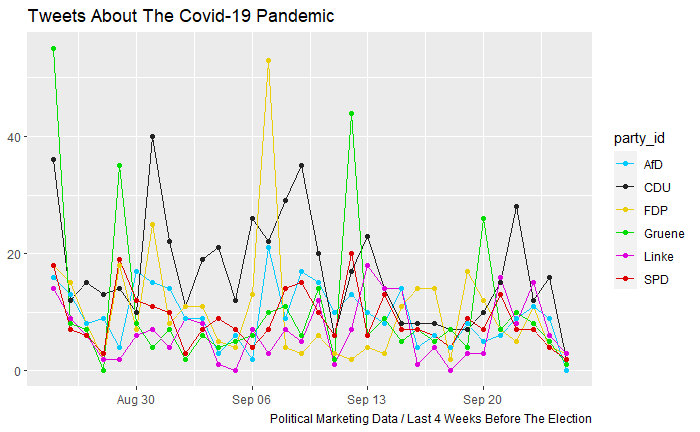 Tweets About The Covid-19 Pandemic
40
20
0
Aug 30
Sep 06
Sep 13
Sep 20
Political Marketing Data / Last 4 Weeks Before The Election
party_id
AfD
CDU
FDP
Gruene
Linke
SPD